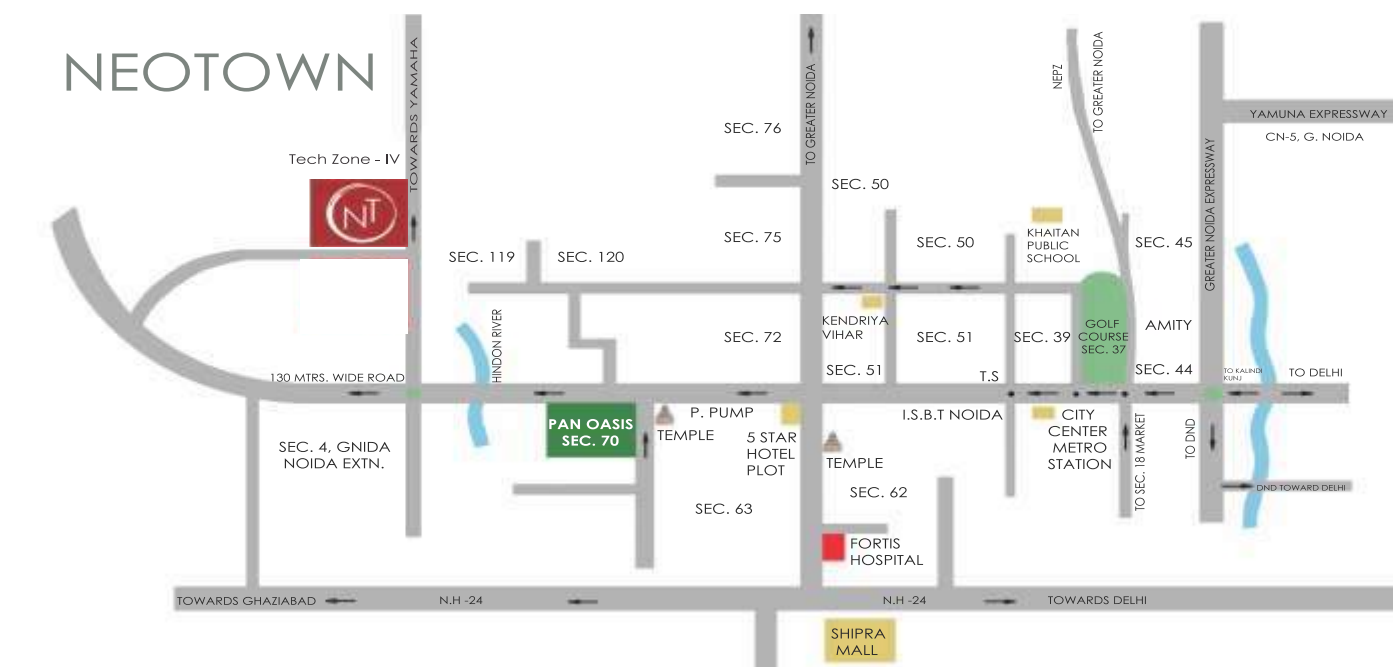 NEOTOWN
Tech Zone - IV
NT
TOWARDS YAMAHA
TO GREATER NOIDA
NEPZ
TO GREATER NOIDA
GREATER NOIDA EXPRESSWAY
YAMUNA EXPRESSWAY
CN-5, G. NOIDA
SEC. 76
SEC. 50
SEC. 75
SEC. 50
KHAITAN
PUBLIC
SCHOOL
SEC. 45
SEC. 119
SEC. 120
HINDON RIVER
SEC. 72
KENDRIYA
VIHAR
SEC. 51
SEC. 51
SEC. 39
GOLF
COURSE
SEC. 37
AMITY
SEC. 44
T.S
TO KALINDI
KUNJ
TO DELHI
130 MTRS. WIDE ROAD
SEC. 4, GNIDA
NOIDA EXTN.
PAN OASIS
SEC. 70
TEMPLE
P. PUMP
5 STAR
HOTEL
PLOT
TEMPLE
I.S.B.T NOIDA
CITY
CENTER
METRO
STATION
TO SEC. 18 MARKET
TO DND
DND TOWARD DELHI
SEC. 63
SEC. 62
FORTIS
HOSPITAL
TOWARDS GHAZIABAD
N.H -24
N.H -24
TOWARDS DELHI
SHIPRA
MALL